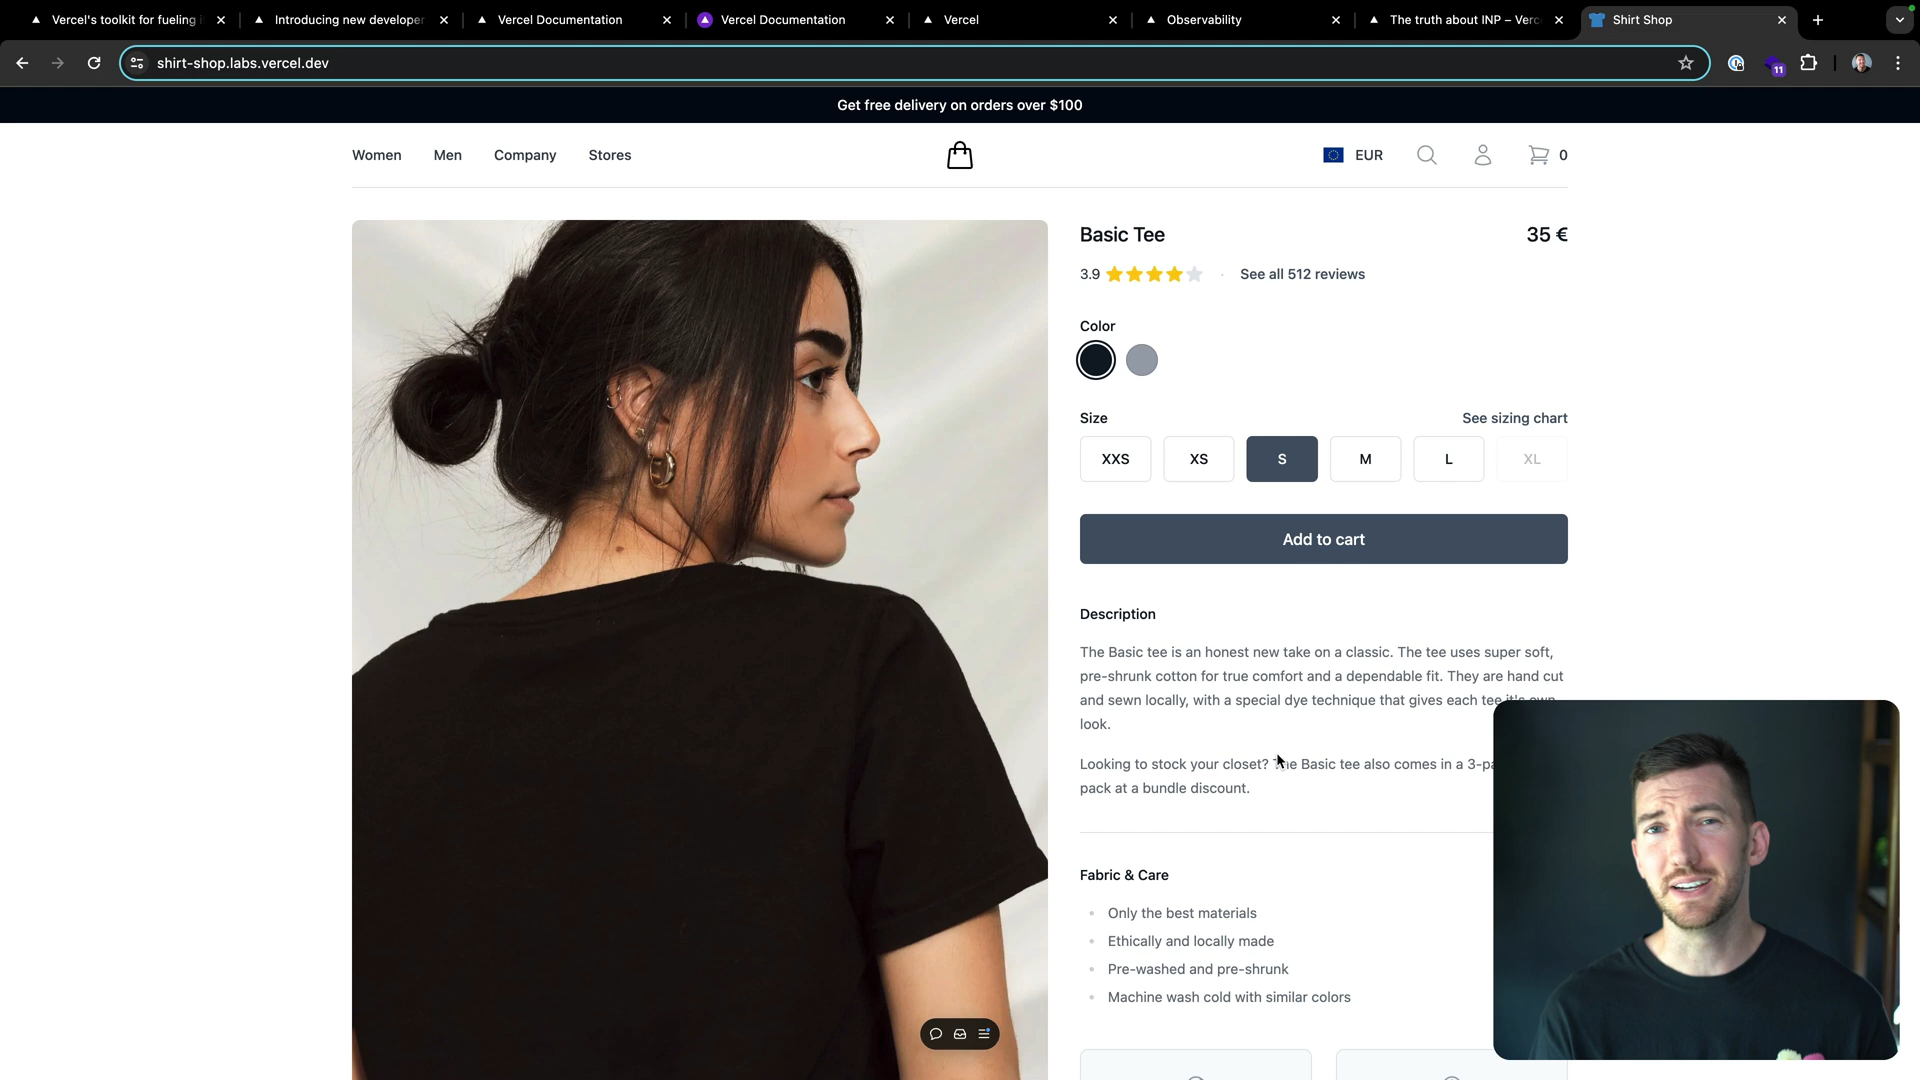 Vercel's toolkit for fueling
Introducing new developer
Vercel Documentation
Vercel Documentation
Vercel
Observability
The truth about INP – Verc
Shirt Shop
shirt-shop.labs.vercel.dev
11
Get free delivery on orders over $100
Women
Men
Company
Stores
EUR
0
Basic Tee
35 €
3.9
·
See all 512 reviews
Color
Size
See sizing chart
XXS
XS
S
M
L
XL
Add to cart
Description
The Basic tee is an honest new take on a classic. The tee uses super soft,
pre-shrunk cotton for true comfort and a dependable fit. They are hand cut
and sewn locally, with a special dye technique that gives each tee it's own
look.
Looking to stock your closet? The Basic tee also comes in a 3-pa
pack at a bundle discount.
Fabric & Care
• Only the best materials
• Ethically and locally made
• Pre-washed and pre-shrunk
• Machine wash cold with similar colors